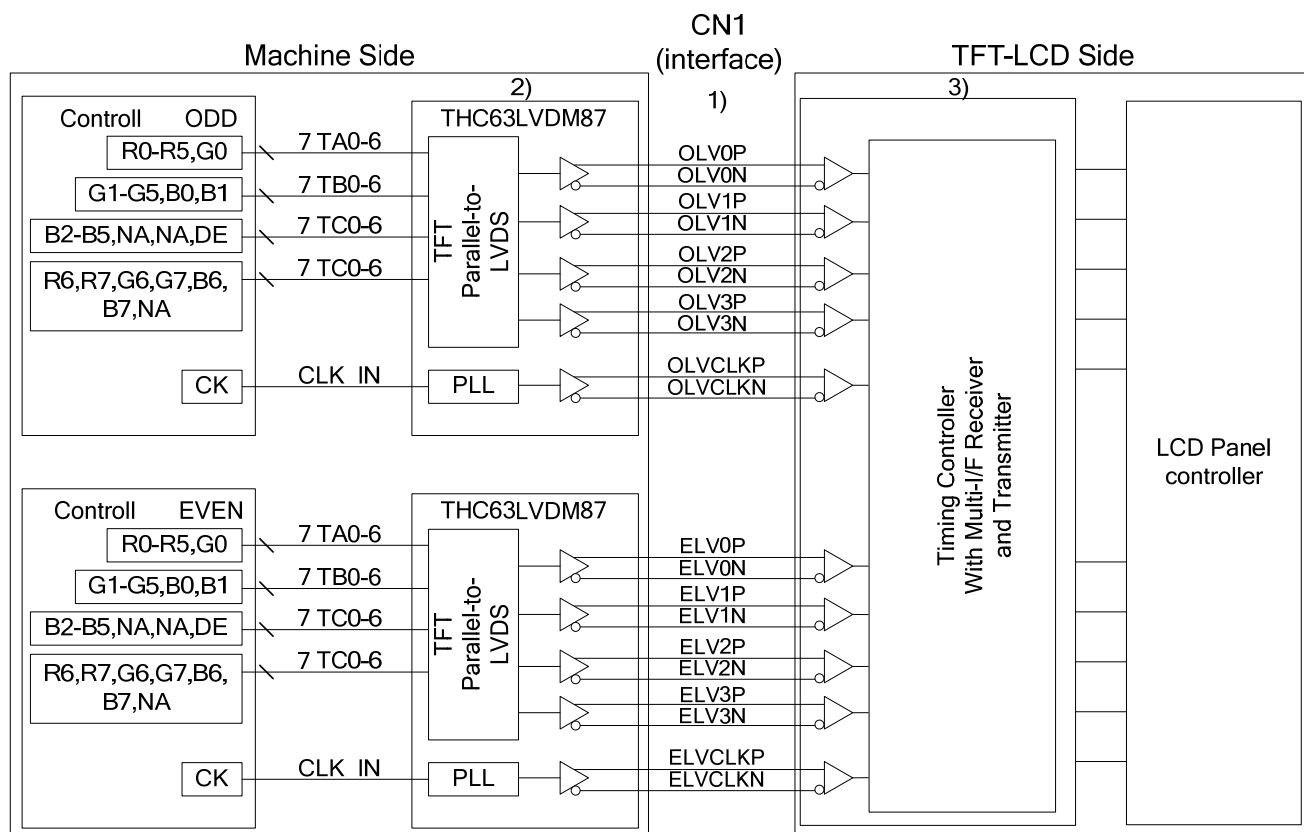 CN1
(interface)
Machine Side
TFT-LCD Side
1)
2)
3)
Controll ODD
R0-R5,G0
G1-G5,B0,B1
B2-B5,NA,NA,DE
R6,R7,G6,G7,B6,
B7,NA
CK
7 TA0-6
7 TB0-6
7 TC0-6
7 TC0-6
CLK IN
THC63LVDM87
TFT
Parallel-to-
LVDS
PLL
OLV0P
OLV0N
OLV1P
OLV1N
OLV2P
OLV2N
OLV3P
OLV3N
OLVCLKP
OLVCLKN
Controll EVEN
R0-R5,G0
G1-G5,B0,B1
B2-B5,NA,NA,DE
R6,R7,G6,G7,B6,
B7,NA
CK
7 TA0-6
7 TB0-6
7 TC0-6
7 TC0-6
CLK IN
THC63LVDM87
TFT
Parallel-to-
LVDS
PLL
ELV0P
ELV0N
ELV1P
ELV1N
ELV2P
ELV2N
ELV3P
ELV3N
ELVCLKP
ELVCLKN
Timing Controller
With Multi-I/F Receiver
and Transmitter
LCD Panel
controller